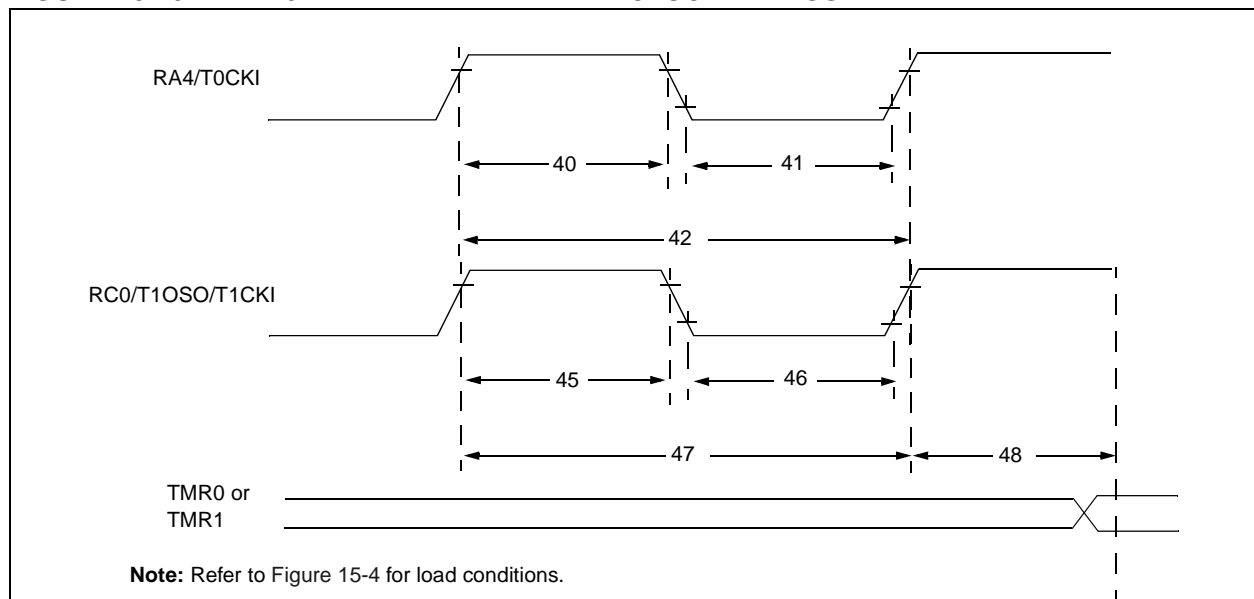 RA4/T0CKI
40
41
42
RC0/T1OSO/T1CKI
45
46
47
48
TMR0 or
TMR1
Note: Refer to Figure 15-4 for load conditions.